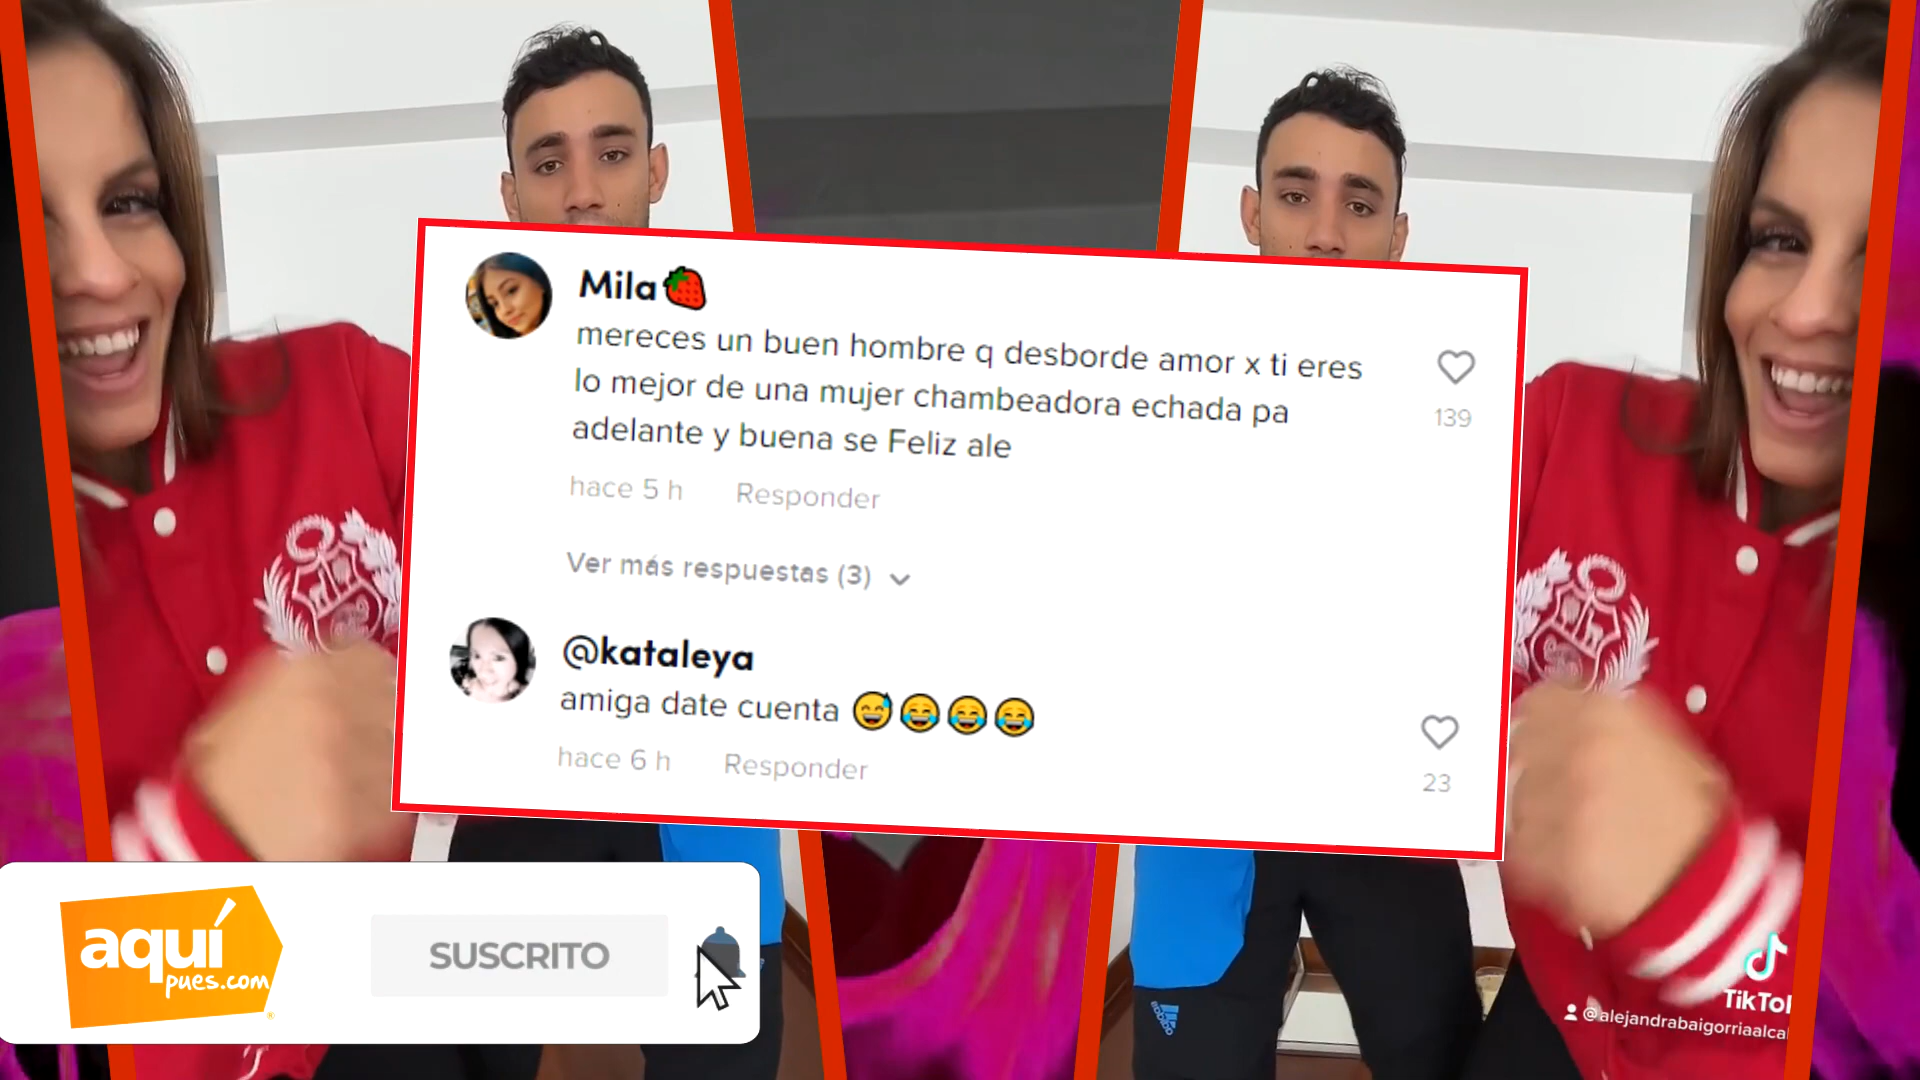 Mila
mereces un buen hombre q desborde amor x ti eres
lo mejor de una mujer chambeadora echada pa
adelante y buena se Feliz ale
139
hace 5 h Responder
Ver más respuestas (3)
@kataleya
amiga date cuenta 😅😂😂😂
hace 6 h Responder
23
aquí
pues.com
SUSCRITO
adidas
TikTok
@alejandrabaigorriaalca